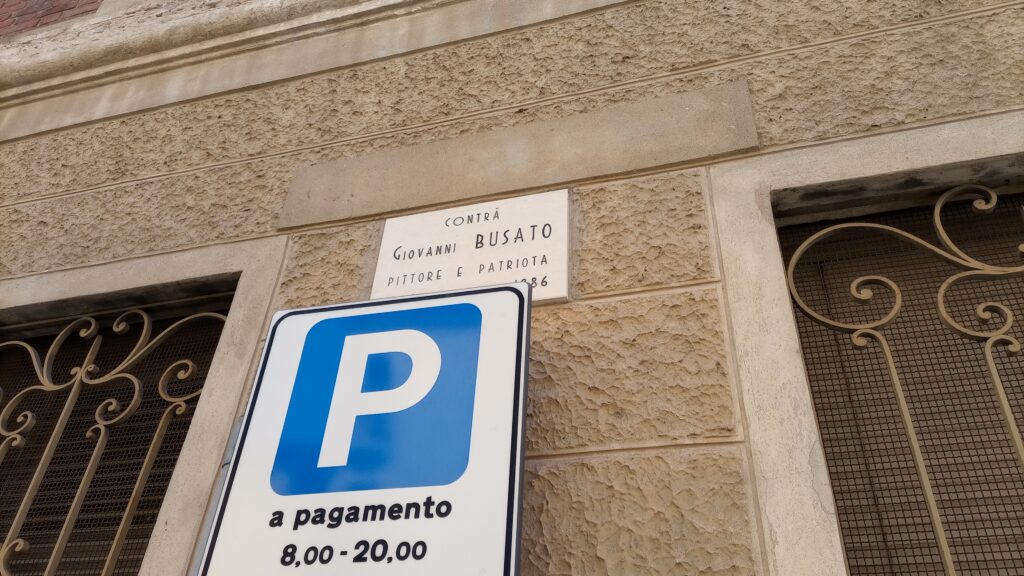 CONTRÀ
GIOVANNI BUSATO
PITTORE E PATRIOTA
P
a pagamento
8,00 - 20,00